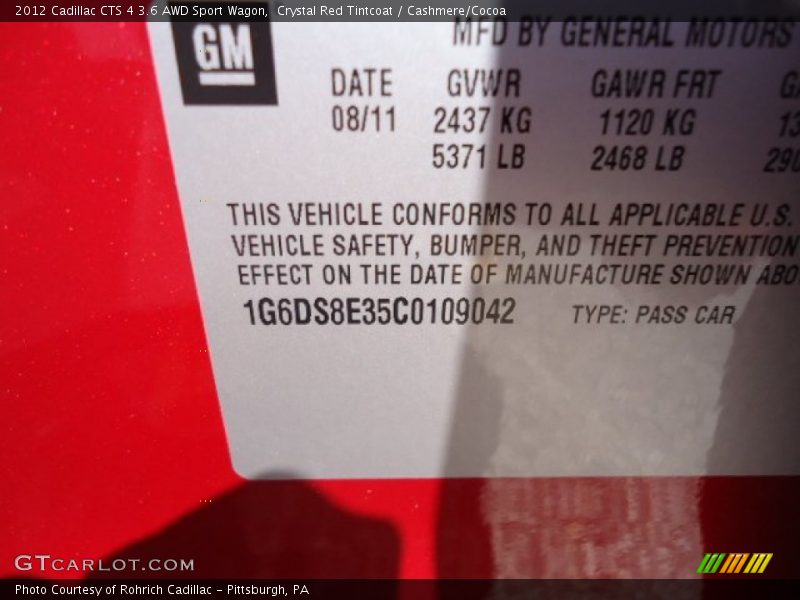 2012 Cadillac CTS 4 3.6 AWD Sport Wagon, Crystal Red Tintcoat / Cashmere/Cocoa
GM
MFD BY GENERAL MOTORS
DATE GVWR GAWR FRT
08/11 2437 KG 1120 KG
5371 LB 2468 LB
THIS VEHICLE CONFORMS TO ALL APPLICABLE U.S.
VEHICLE SAFETY, BUMPER, AND THEFT PREVENTION
EFFECT ON THE DATE OF MANUFACTURE SHOWN ABO
1G6DS8E35C0109042 TYPE: PASS CAR
GTCARLOT.COM
Photo Courtesy of Rohrich Cadillac - Pittsburgh, PA